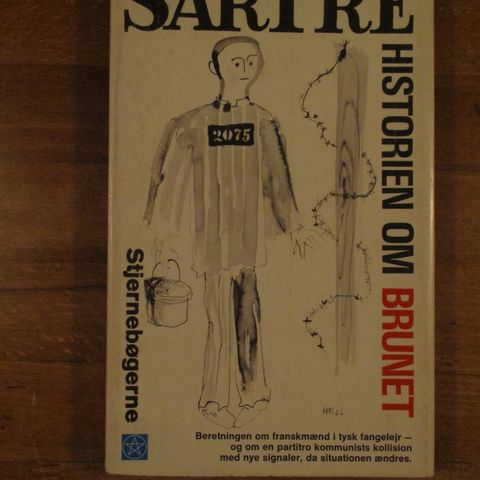 SARTRE
HISTORIEN OM BRUNET
2075
Stjernebøgerne
Beretningen om franskmænd i tysk fangelejr —
og om en partitro kommunists kollision
med nye signaler, da situationen ændres.